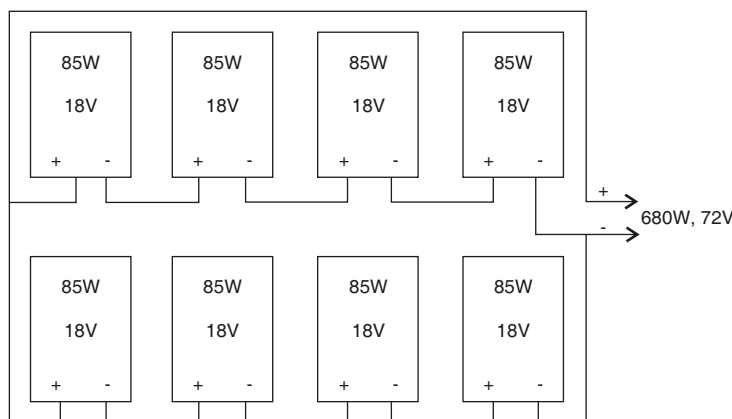 85W 85W 85W 85W
18V 18V 18V 18V
+ - + - + - + -
+
680W, 72V
-
85W 85W 85W 85W
18V 18V 18V 18V
+ - + - + - + -